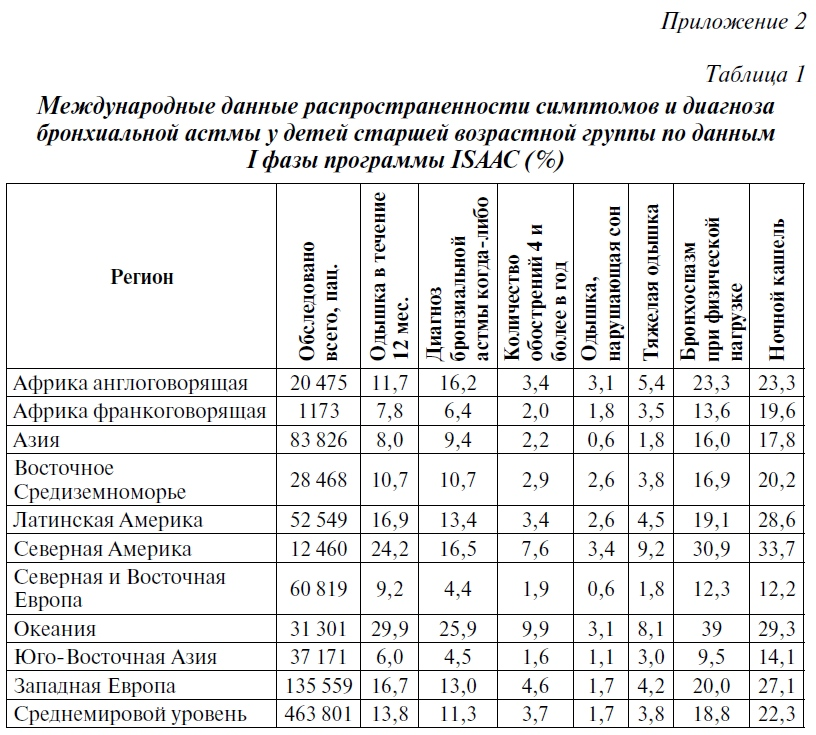 Приложение 2
Таблица 1
Международные данные распространенности симптомов и диагноза
бронхиальной астмы у детей старшей возрастной группы по данным
I фазы программы ISAAC (%)
Регион
Обследовано
всего, пац.
Одышка в течение
12 мес.
Диагноз
бронзиальной
астмы когда-либо
Количество
обострений 4 и
более в год
Одышка,
нарушающая сон
Тяжелая одышка
Бронхоспазм
при физической
нагрузке
Ночной кашель
Африка англоговорящая 20 475 11,7 16,2 3,4 3,1 5,4 23,3 23,3
Африка франкоговорящая 1173 7,8 6,4 2,0 1,8 3,5 13,6 19,6
Азия 83 826 8,0 9,4 2,2 0,6 1,8 16,0 17,8
Восточное
Средиземноморье 28 468 10,7 10,7 2,9 2,6 3,8 16,9 20,2
Латинская Америка 52 549 16,9 13,4 3,4 2,6 4,5 19,1 28,6
Северная Америка 12 460 24,2 16,5 7,6 3,4 9,2 30,9 33,7
Северная и Восточная
Европа 60 819 9,2 4,4 1,9 0,6 1,8 12,3 12,2
Океания 31 301 29,9 25,9 9,9 3,1 8,1 39 29,3
Юго-Восточная Азия 37 171 6,0 4,5 1,6 1,1 3,0 9,5 14,1
Западная Европа 135 559 16,7 13,0 4,6 1,7 4,2 20,0 27,1
Среднемировой уровень 463 801 13,8 11,3 3,7 1,7 3,8 18,8 22,3